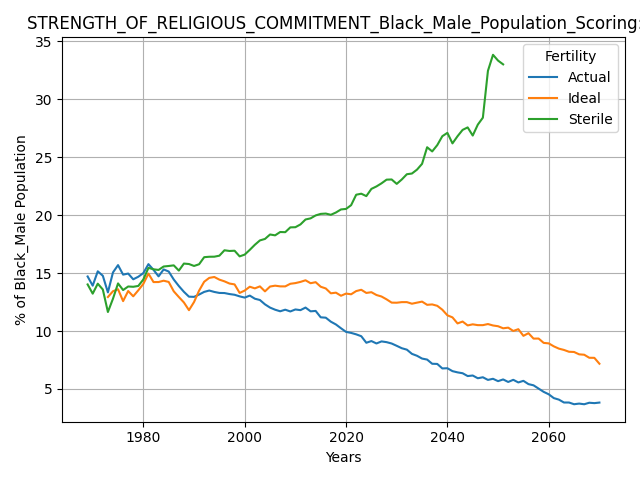 STRENGTH_OF_RELIGIOUS_COMMITMENT_Black_Male_Population_Scoring:
Fertility
Actual
Ideal
Sterile
35
30
25
20
15
10
5
% of Black_Male Population
1980
2000
2020
2040
2060
Years